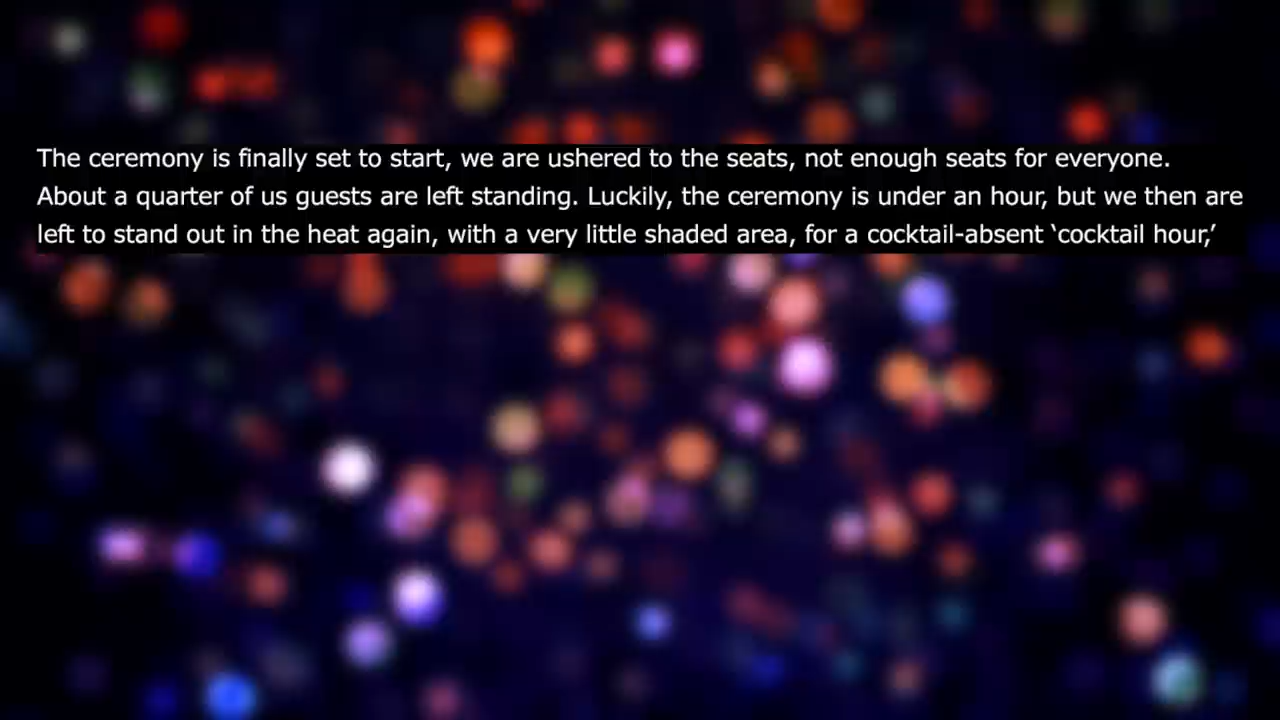 The ceremony is finally set to start, we are ushered to the seats, not enough seats for everyone.
About a quarter of us guests are left standing. Luckily, the ceremony is under an hour, but we then are
left to stand out in the heat again, with a very little shaded area, for a cocktail-absent ‘cocktail hour,’